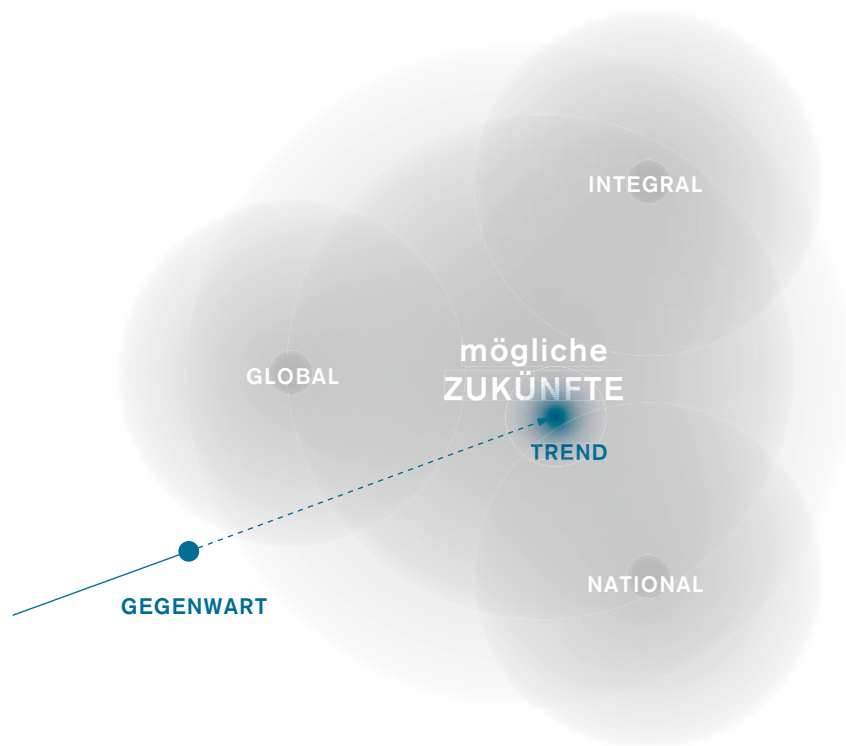 INTEGRAL
mögliche
ZUKÜNFTE
GLOBAL
TREND
NATIONAL
GEGENWART